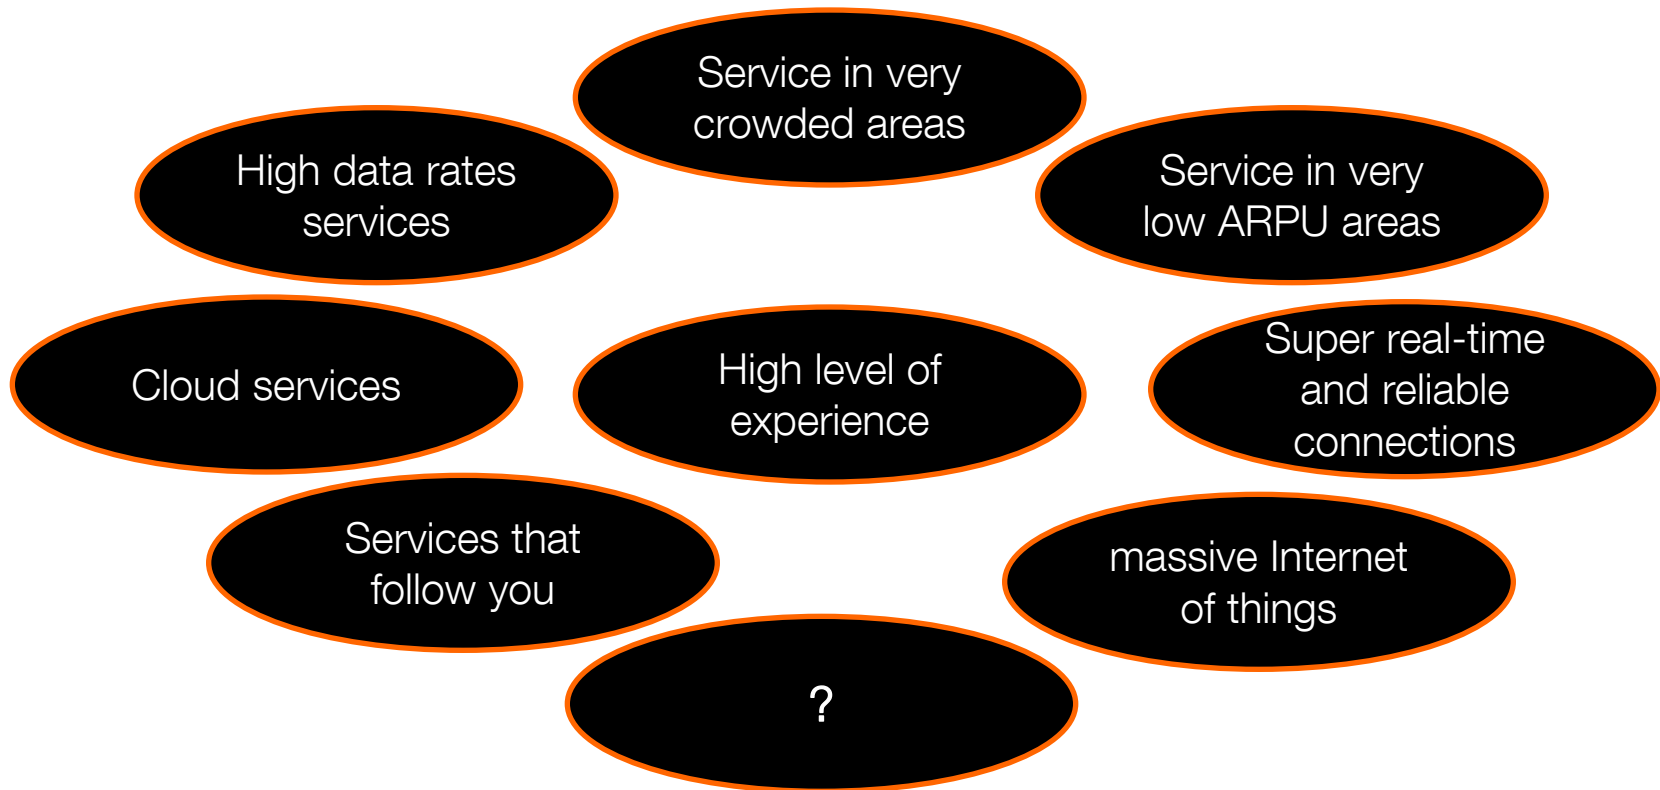 Service in very
crowded areas
High data rates
services
Service in very
low ARPU areas
Cloud services
High level of
experience
Super real-time
and reliable
connections
Services that
follow you
massive Internet
of things
?